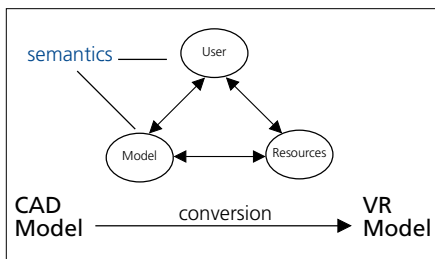 User
semantics
Model
Resources
CAD
Model
conversion
VR
Model